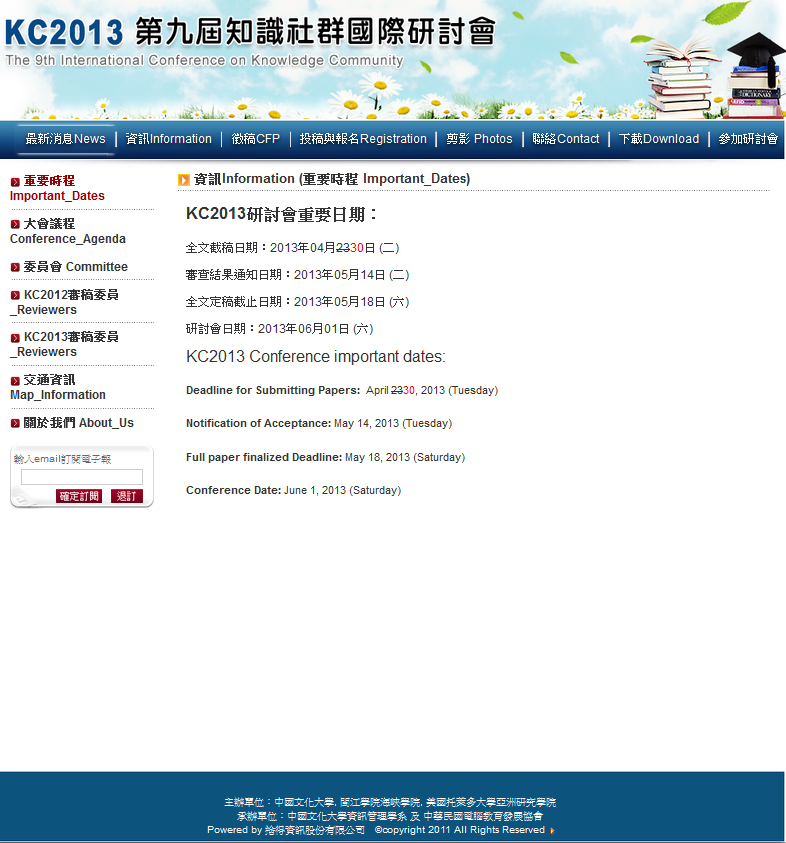 KC2013 第九屆知識社群國際研討會
The 9th International Conference on Knowledge Community
最新消息News | 資訊Information | 徵稿CFP | 投稿與報名Registration | 剪影 Photos | 聯絡Contact | 下載Download | 參加研討會
重要時程
Important_Dates
大會議程
Conference_Agenda
委員會 Committee
KC2012審稿委員
_Reviewers
KC2013審稿委員
_Reviewers
交通資訊
Map_Information
關於我們 About_Us
輸入email訂閱電子報
確定訂閱 退訂
資訊Information (重要時程 Important_Dates)
KC2013研討會重要日期：
全文截稿日期：2013年04月2330日 (二)
審查結果通知日期：2013年05月14日 (二)
全文定稿截止日期：2013年05月18日 (六)
研討會日期：2013年06月01日 (六)
KC2013 Conference important dates:
Deadline for Submitting Papers: April 2330, 2013 (Tuesday)
Notification of Acceptance: May 14, 2013 (Tuesday)
Full paper finalized Deadline: May 18, 2013 (Saturday)
Conference Date: June 1, 2013 (Saturday)
主辦單位：中國文化大學, 閩江學院海峽學院, 美國托萊多大學亞洲研究學院
承辦單位：中國文化大學資訊管理學系 及 中華民國電腦教育發展協會
Powered by 拾得資訊股份有限公司 ©copyright 2011 All Rights Reserved